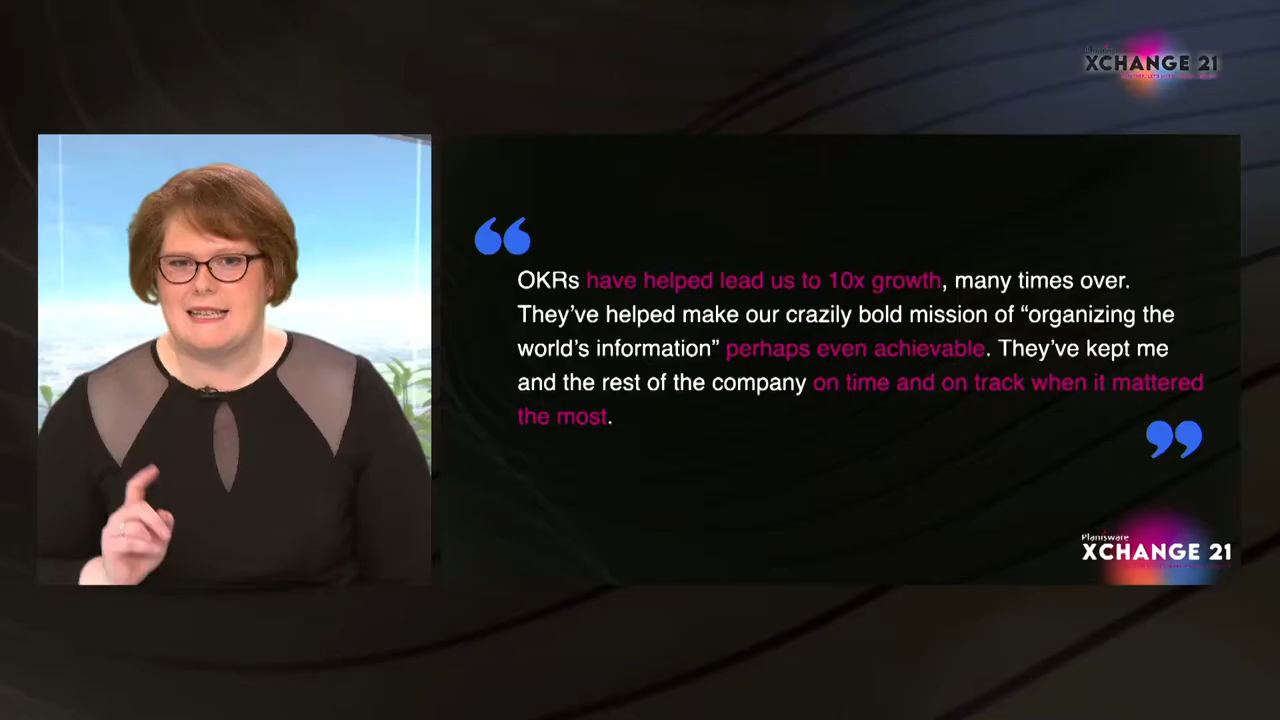 Planisware
XCHANGE 21
“
OKRs have helped lead us to 10x growth, many times over.
They’ve helped make our crazily bold mission of “organizing the
world’s information” perhaps even achievable. They’ve kept me
and the rest of the company on time and on track when it mattered
the most.
”
Planisware
XCHANGE 21